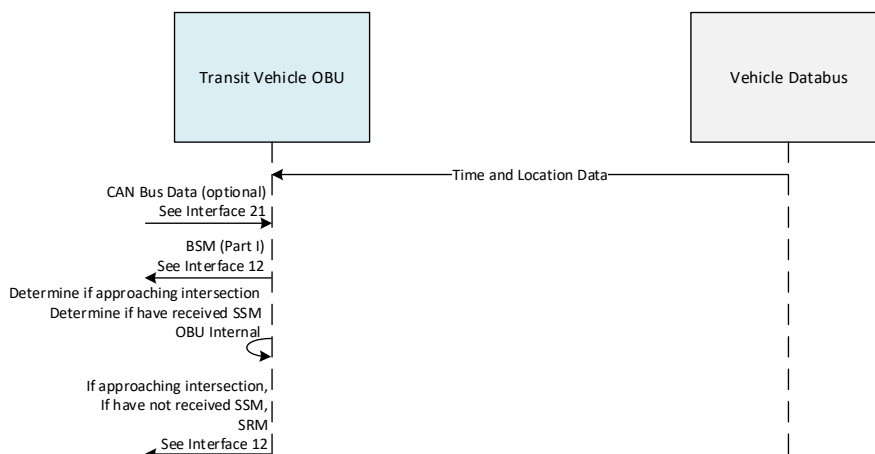 Transit Vehicle OBU
Vehicle Databus
Time and Location Data
CAN Bus Data (optional)
See Interface 21
BSM (Part I)
See Interface 12
Determine if approaching intersection
Determine if have received SSM
OBU Internal
If approaching intersection,
If have not received SSM,
SRM
See Interface 12